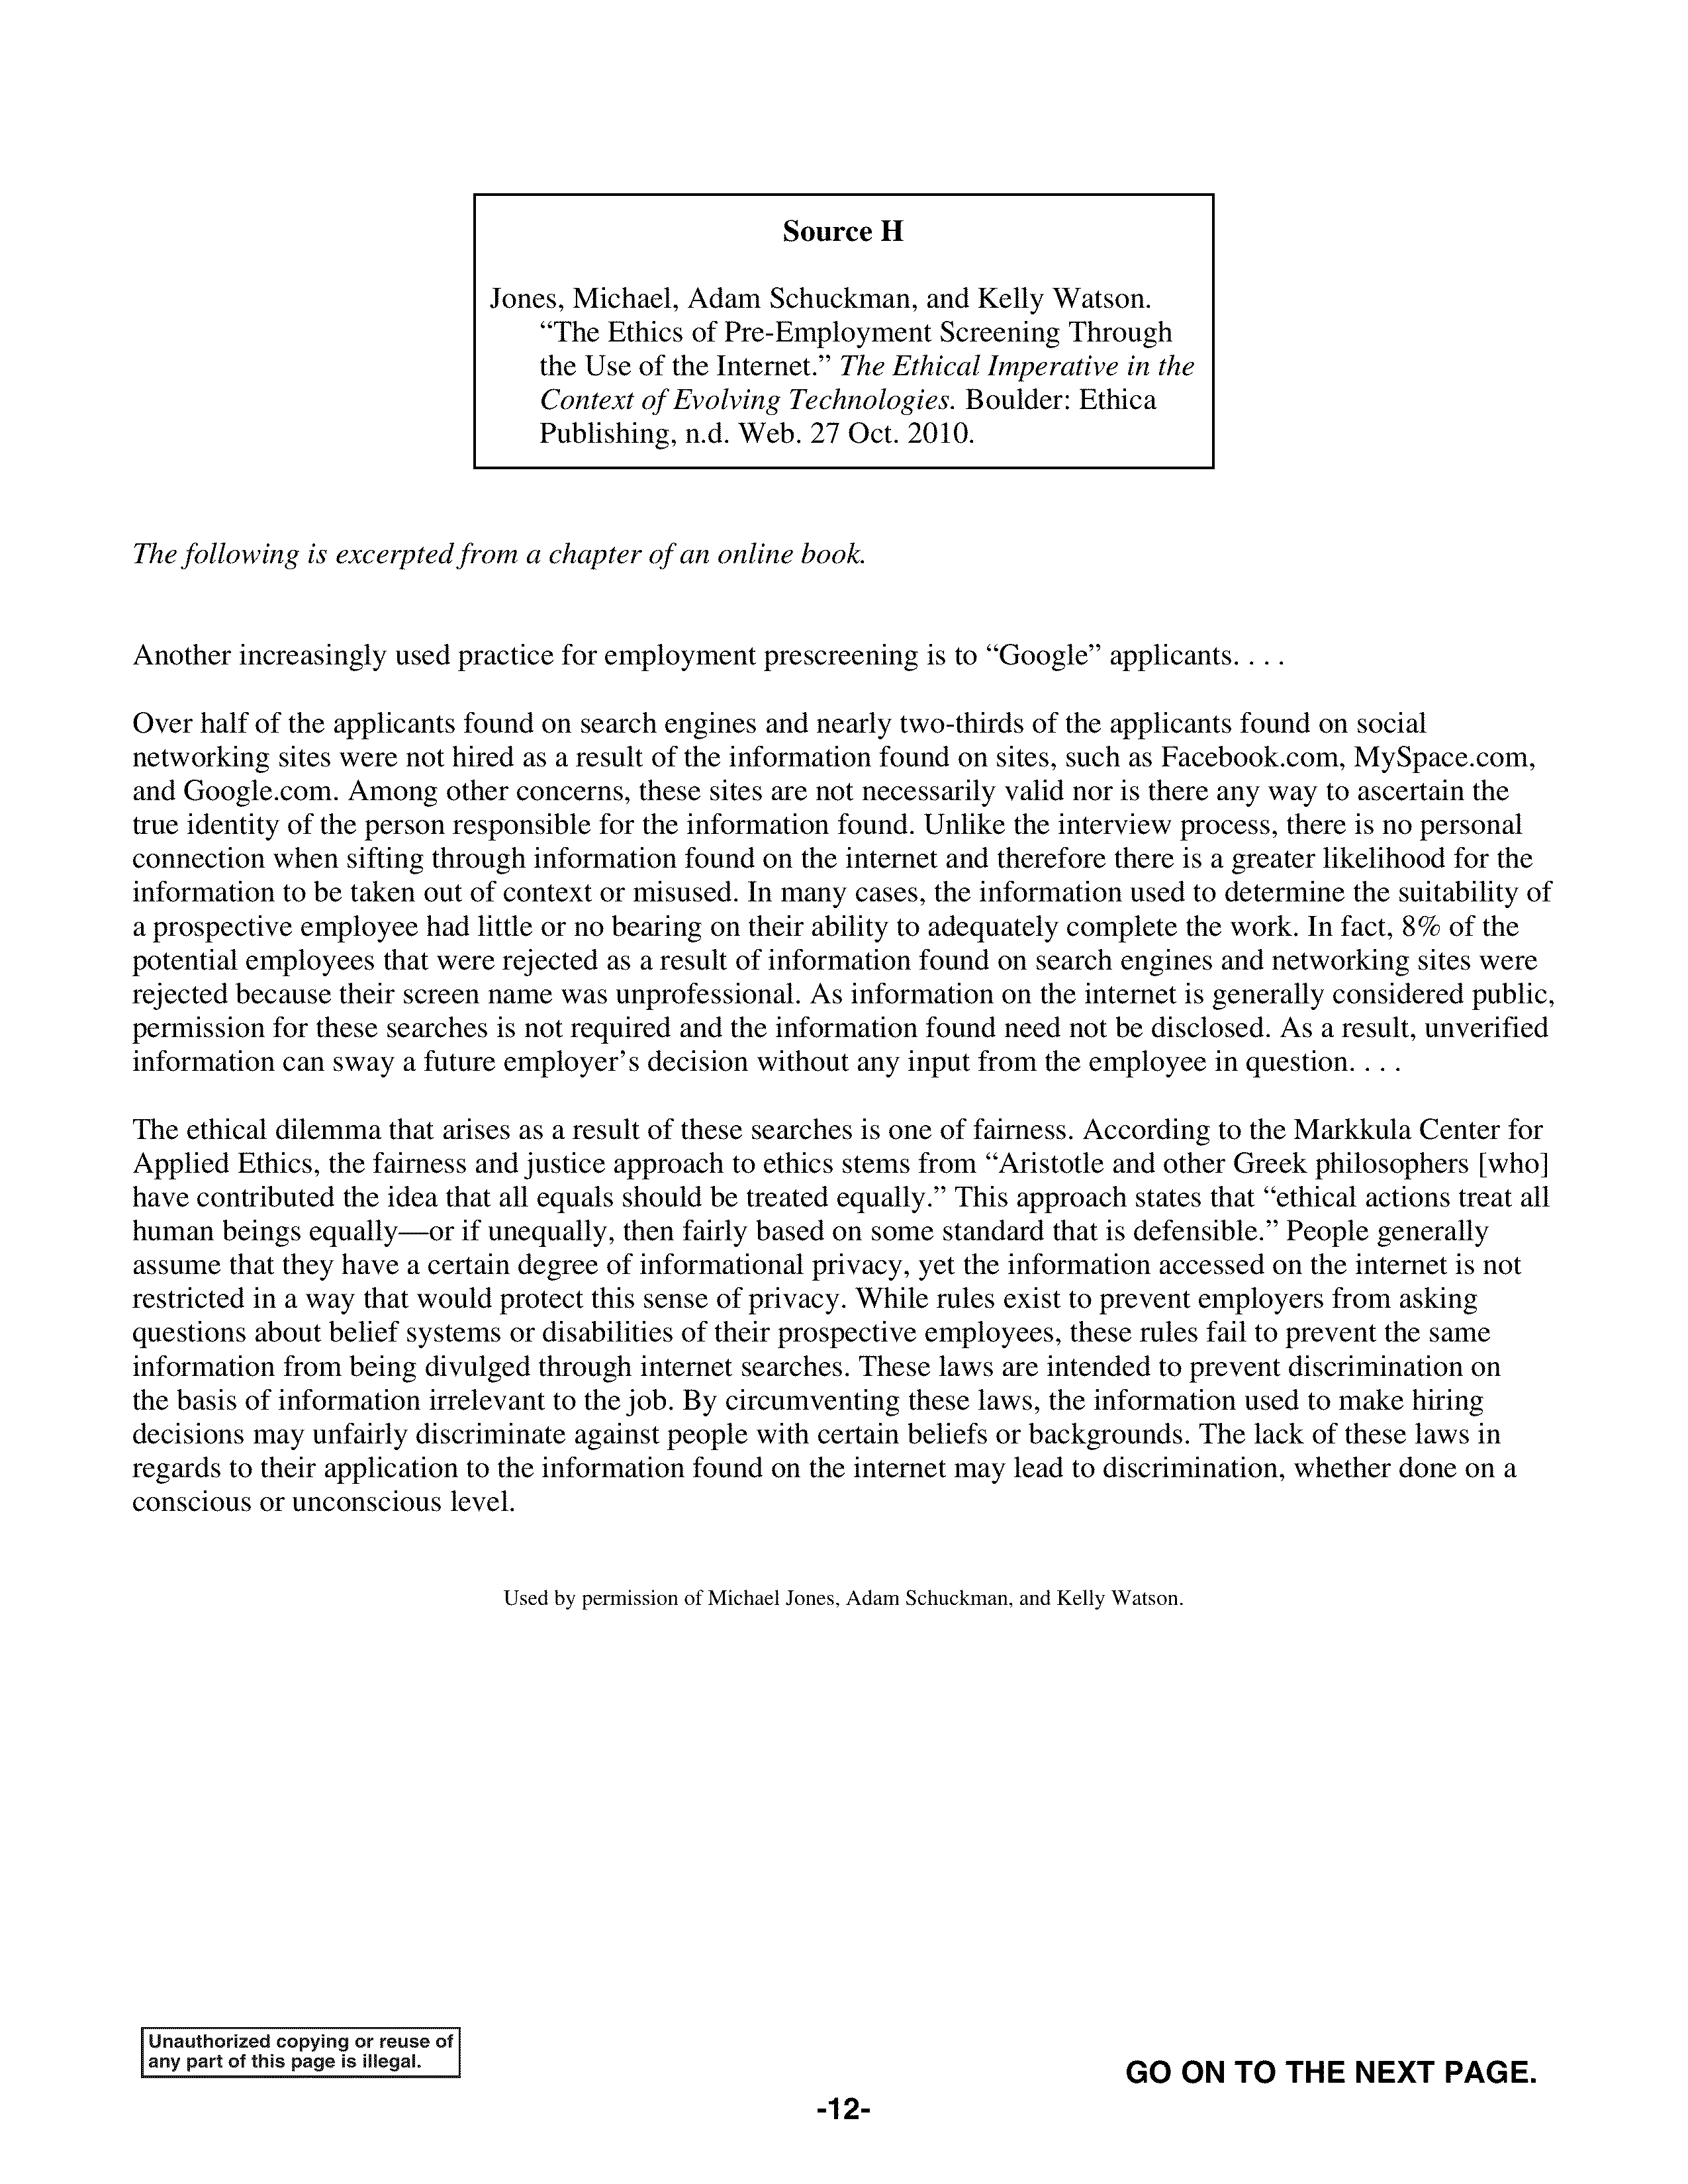 Source H
Jones, Michael, Adam Schuckman, and Kelly Watson.
“The Ethics of Pre-Employment Screening Through
the Use of the Internet.” The Ethical Imperative in the
Context of Evolving Technologies. Boulder: Ethica
Publishing, n.d. Web. 27 Oct. 2010.
The following is excerpted from a chapter of an online book.
Another increasingly used practice for employment prescreening is to “Google” applicants. . . .
Over half of the applicants found on search engines and nearly two-thirds of the applicants found on social
networking sites were not hired as a result of the information found on sites, such as Facebook.com, MySpace.com,
and Google.com. Among other concerns, these sites are not necessarily valid nor is there any way to ascertain the
true identity of the person responsible for the information found. Unlike the interview process, there is no personal
connection when sifting through information found on the internet and therefore there is a greater likelihood for the
information to be taken out of context or misused. In many cases, the information used to determine the suitability of
a prospective employee had little or no bearing on their ability to adequately complete the work. In fact, 8% of the
potential employees that were rejected as a result of information found on search engines and networking sites were
rejected because their screen name was unprofessional. As information on the internet is generally considered public,
permission for these searches is not required and the information found need not be disclosed. As a result, unverified
information can sway a future employer’s decision without any input from the employee in question. . . .
The ethical dilemma that arises as a result of these searches is one of fairness. According to the Markkula Center for
Applied Ethics, the fairness and justice approach to ethics stems from “Aristotle and other Greek philosophers [who]
have contributed the idea that all equals should be treated equally.” This approach states that “ethical actions treat all
human beings equally—or if unequally, then fairly based on some standard that is defensible.” People generally
assume that they have a certain degree of informational privacy, yet the information accessed on the internet is not
restricted in a way that would protect this sense of privacy. While rules exist to prevent employers from asking
questions about belief systems or disabilities of their prospective employees, these rules fail to prevent the same
information from being divulged through internet searches. These laws are intended to prevent discrimination on
the basis of information irrelevant to the job. By circumventing these laws, the information used to make hiring
decisions may unfairly discriminate against people with certain beliefs or backgrounds. The lack of these laws in
regards to their application to the information found on the internet may lead to discrimination, whether done on a
conscious or unconscious level.
Used by permission of Michael Jones, Adam Schuckman, and Kelly Watson.
Unauthorized copying or reuse of
any part of this page is illegal.
GO ON TO THE NEXT PAGE.
-12-